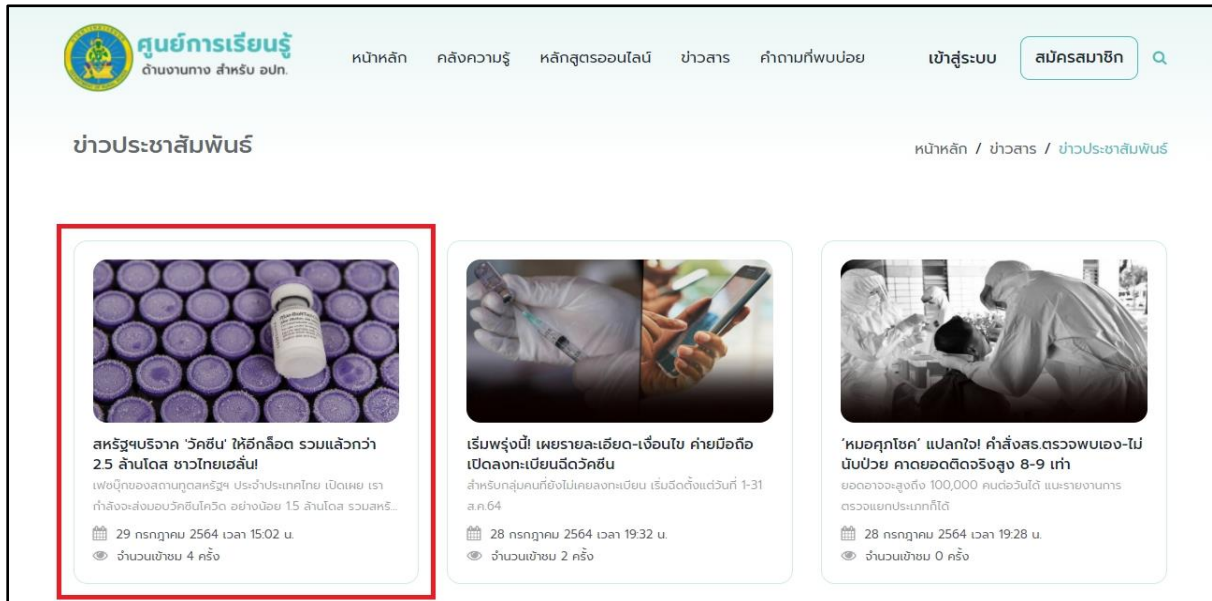 ศูนย์การเรียนรู้
ด้านงานทาง สำหรับ อปท.
หน้าหลัก คลังความรู้ หลักสูตรออนไลน์ ข่าวสาร คำถามที่พบบ่อย เข้าสู่ระบบ สมัครสมาชิก
ข่าวประชาสัมพันธ์
หน้าหลัก / ข่าวสาร / ข่าวประชาสัมพันธ์
สหรัฐฯบริจาค 'วัคซีน' ให้อีกล็อต รวมแล้วกว่า
2.5 ล้านโดส ชาวไทยเฮลั่น!
เฟซบุ๊กของสถานทูตสหรัฐฯ ประจำประเทศไทย เปิดเผย เรา
กำลังจะส่งมอบวัคซีนโควิด อย่างน้อย 1.5 ล้านโดส รวมสหรั...
29 กรกฎาคม 2564 เวลา 15:02 น.
จำนวนเข้าชม 4 ครั้ง
เริ่มพรุ่งนี้! เผยรายละเอียด-เงื่อนไข ค่ายมือถือ
เปิดลงทะเบียนฉีดวัคซีน
สำหรับกลุ่มคนที่ยังไม่เคยลงทะเบียน เริ่มฉีดตั้งแต่วันที่ 1-31
ส.ค.64
28 กรกฎาคม 2564 เวลา 19:32 น.
จำนวนเข้าชม 2 ครั้ง
'หมอศุภโชค' แปลกใจ! คำสั่งสธ.ตรวจพบเอง-ไม่
นับป่วย คาดยอดติดจริงสูง 8-9 เท่า
ยอดอาจจะสูงถึง 100,000 คนต่อวันได้ แนะรายงานการ
ตรวจแยกประเภทก็ได้
28 กรกฎาคม 2564 เวลา 19:28 น.
จำนวนเข้าชม 0 ครั้ง